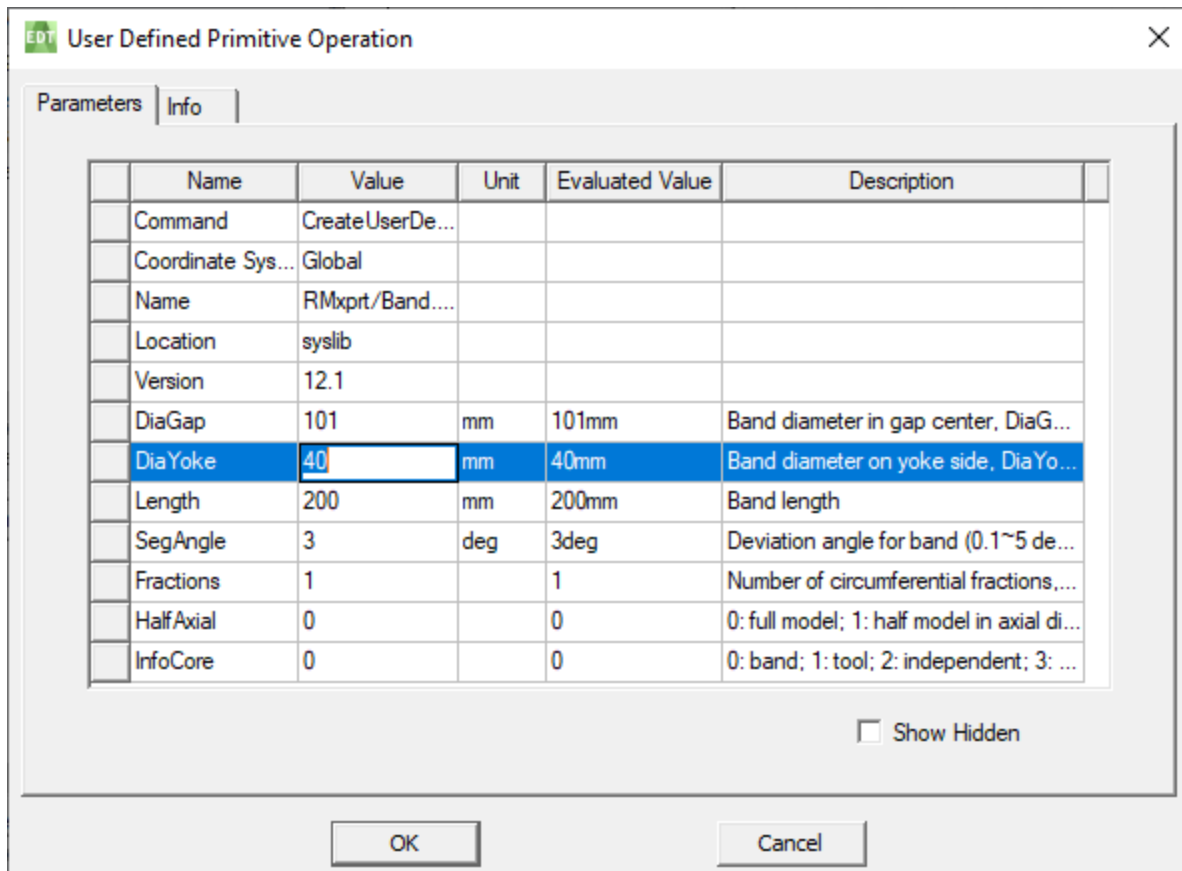 EDT User Defined Primitive Operation
Parameters Info
Name Value Unit Evaluated Value Description
Command CreateUserDe...
Coordinate Sys... Global
Name RMxprt/Band....
Location syslib
Version 12.1
DiaGap 101 mm 101mm Band diameter in gap center, DiaG...
DiaYoke 40 mm 40mm Band diameter on yoke side, DiaYo...
Length 200 mm 200mm Band length
SegAngle 3 deg 3deg Deviation angle for band (0.1~5 de...
Fractions 1 1 Number of circumferential fractions,...
HalfAxial 0 0 0: full model; 1: half model in axial di...
InfoCore 0 0 0: band; 1: tool; 2: independent; 3: ...
Show Hidden
OK Cancel